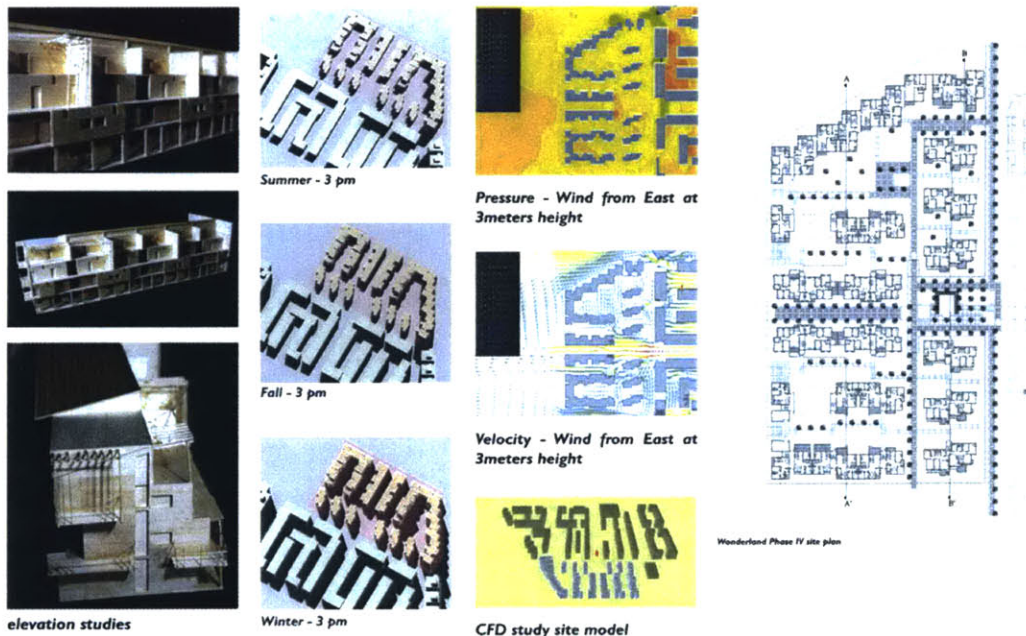 Summer - 3 pm
Fall - 3 pm
Winter - 3 pm
elevation studies
Pressure - Wind from East at
3meters height
Velocity - Wind from East at
3meters height
CFD study site model
A
B
A'
B'
Wonderland Phase IV site plan